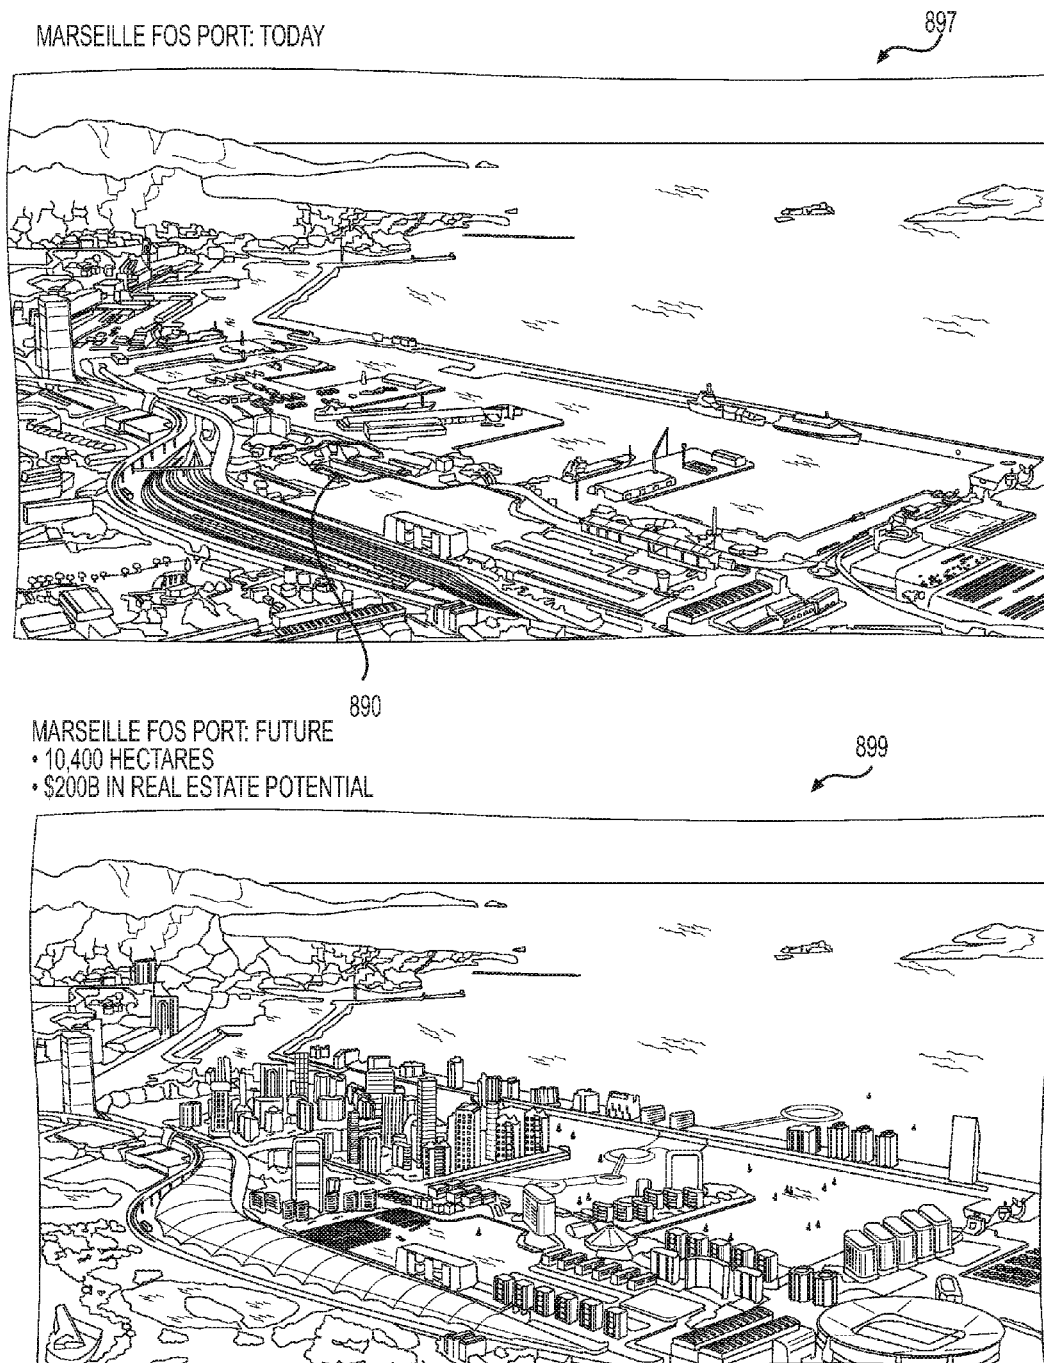 MARSEILLE FOS PORT: TODAY
897
890
MARSEILLE FOS PORT: FUTURE
• 10,400 HECTARES
• $200B IN REAL ESTATE POTENTIAL
899